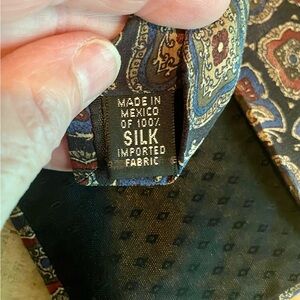 MADE IN
MEXICO
OF 100%
SILK
IMPORTED
FABRIC